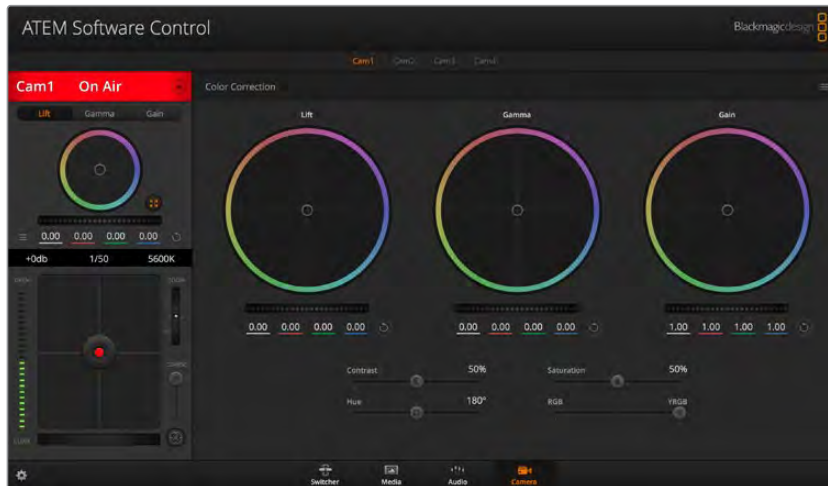 ATEM Software Control
Blackmagicdesign
Cam1 Cam2 Cam3 Cam4
Cam1 On Air
Color Correction
Lift Gamma Gain
Lift Gamma Gain
0.00 0.00 0.00 0.00
+0db 1/50 5600K
0.00 0.00 0.00 0.00
0.00 0.00 0.00 0.00
1.00 1.00 1.00 1.00
Contrast 50%
Saturation 50%
Hue 180°
RGB YRGB
Switcher Media Audio Camera